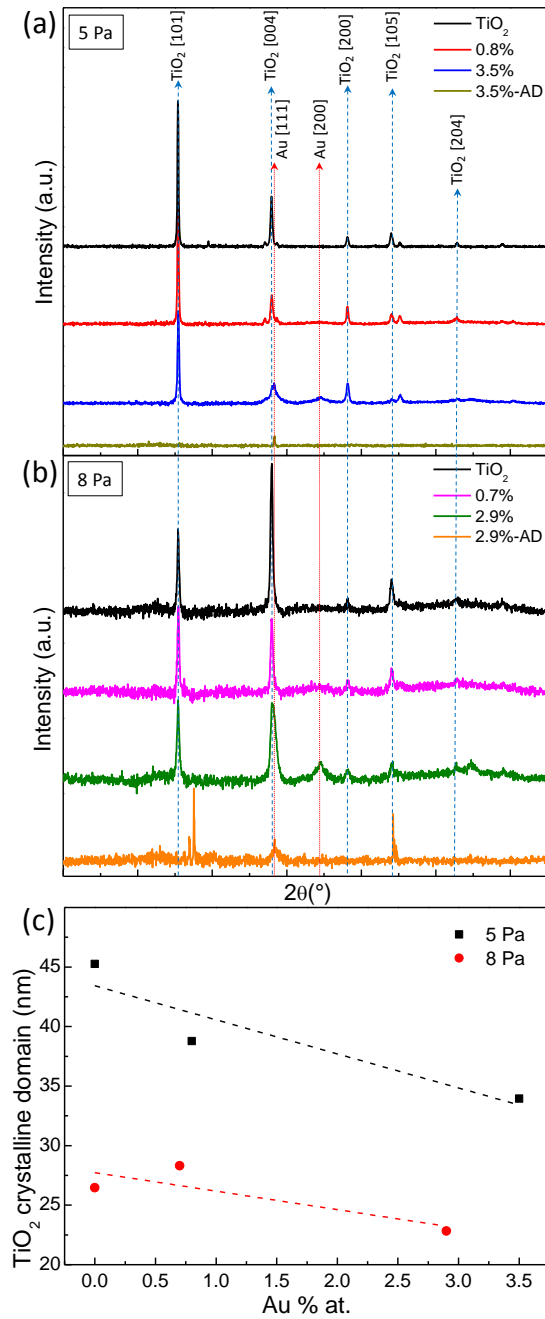 (a)
5 Pa
TiO₂ [101]
TiO₂ [004]
Au [111]
Au [200]
TiO₂ [200]
TiO₂ [105]
TiO₂ [204]
TiO₂
0.8%
3.5%
3.5%-AD
Intensity (a.u.)
(b)
8 Pa
TiO₂
0.7%
2.9%
2.9%-AD
Intensity (a.u.)
2θ(°)
(c)
5 Pa
8 Pa
TiO₂ crystalline domain (nm)
45
40
35
30
25
20
0.0 0.5 1.0 1.5 2.0 2.5 3.0 3.5
Au % at.